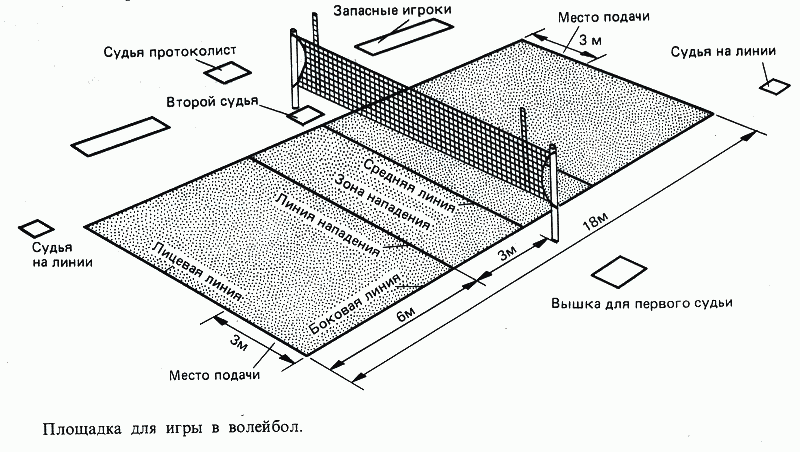 Запасные игроки
Место подачи
3 м
Судья на линии
Судья протоколист
Второй судья
Средняя линия
Зона нападения
Линия нападения
Судья
на линии
Лицевая линия
Боковая линия
3м
18м
6м
3м
Вышка для первого судьи
Место подачи
Площадка для игры в волейбол.